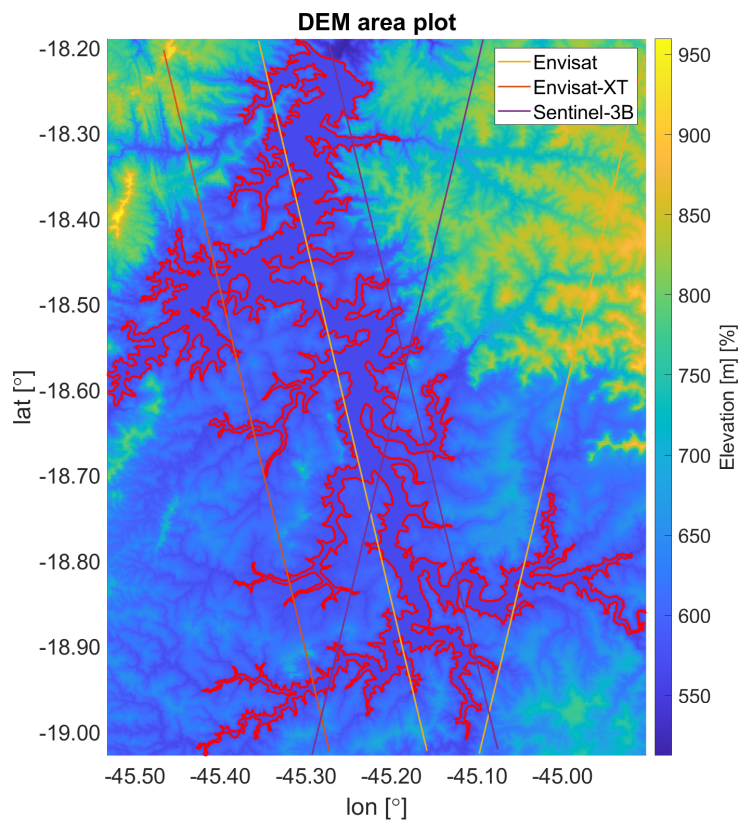 DEM area plot
-18.20
-18.30
-18.40
-18.50
-18.60
-18.70
-18.80
-18.90
-19.00
lat [°]
Envisat
Envisat-XT
Sentinel-3B
950
900
850
800
750
700
650
600
550
Elevation [m] [%]
-45.50 -45.40 -45.30 -45.20 -45.10 -45.00
lon [°]